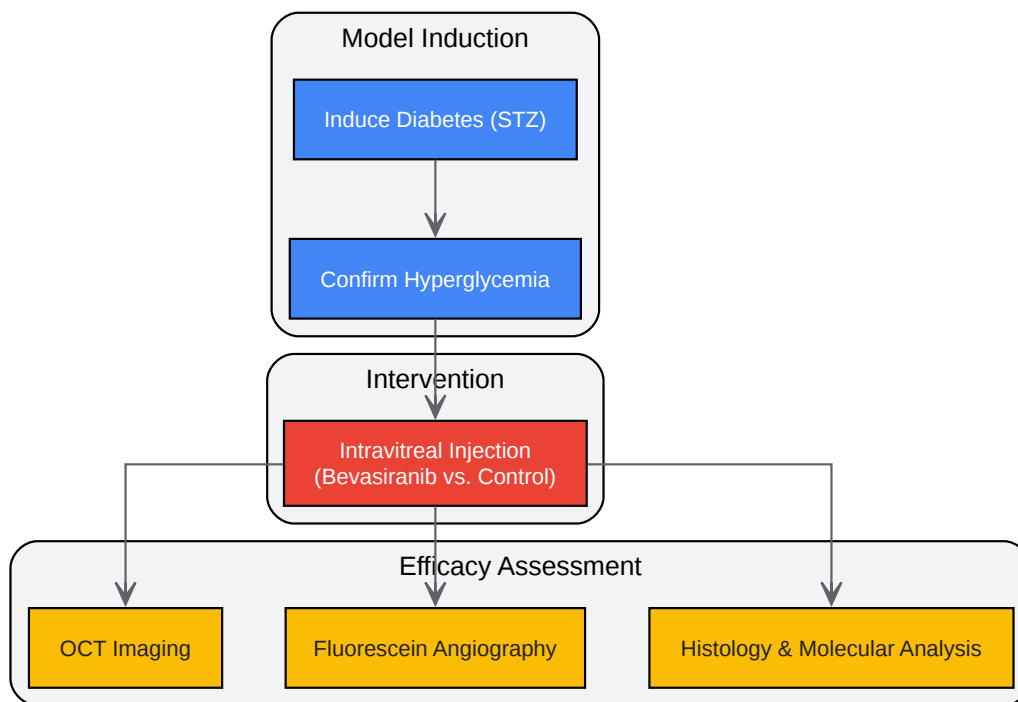 Model Induction
Induce Diabetes (STZ)
Confirm Hyperglycemia
Intervention
Intravitreal Injection
(Bevasiranib vs. Control)
Efficacy Assessment
OCT Imaging
Fluorescein Angiography
Histology & Molecular Analysis